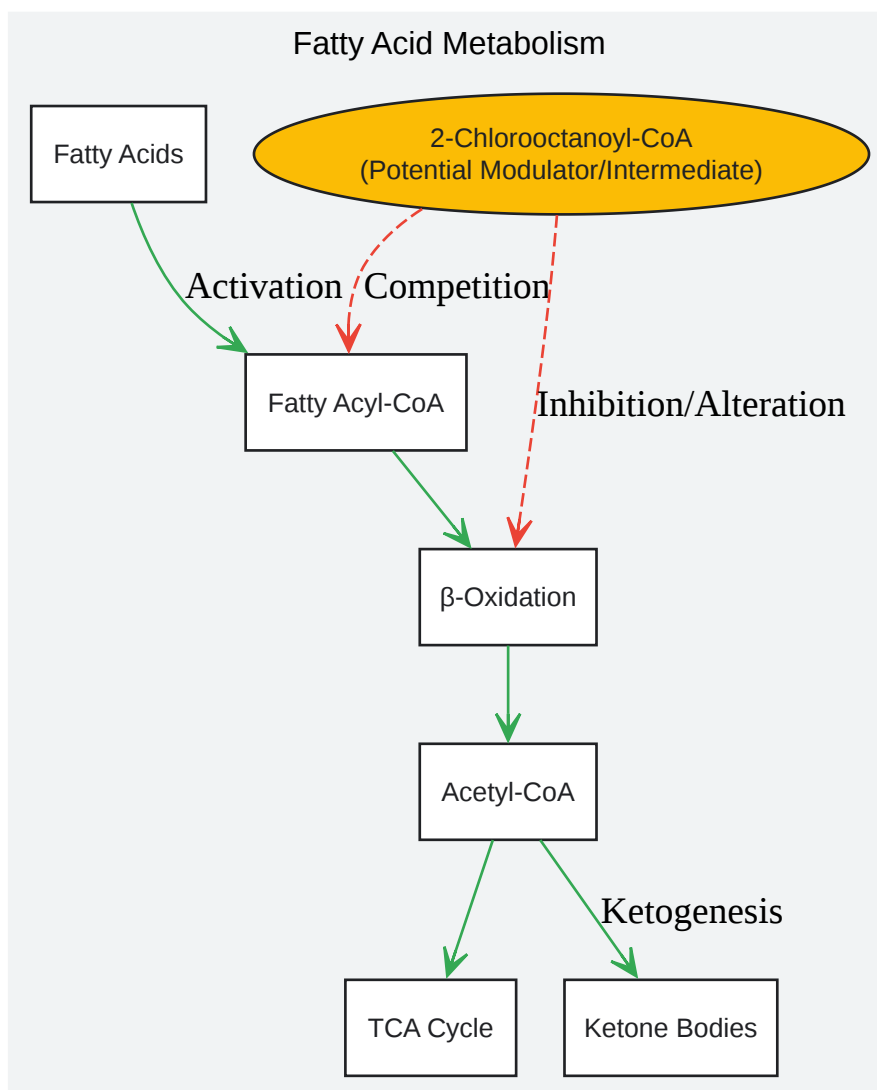 Fatty Acid Metabolism
Fatty Acids
2-Chlorooctanoyl-CoA
(Potential Modulator/Intermediate)
Activation
Competition
Fatty Acyl-CoA
Inhibition/Alteration
β-Oxidation
Acetyl-CoA
Ketogenesis
TCA Cycle
Ketone Bodies